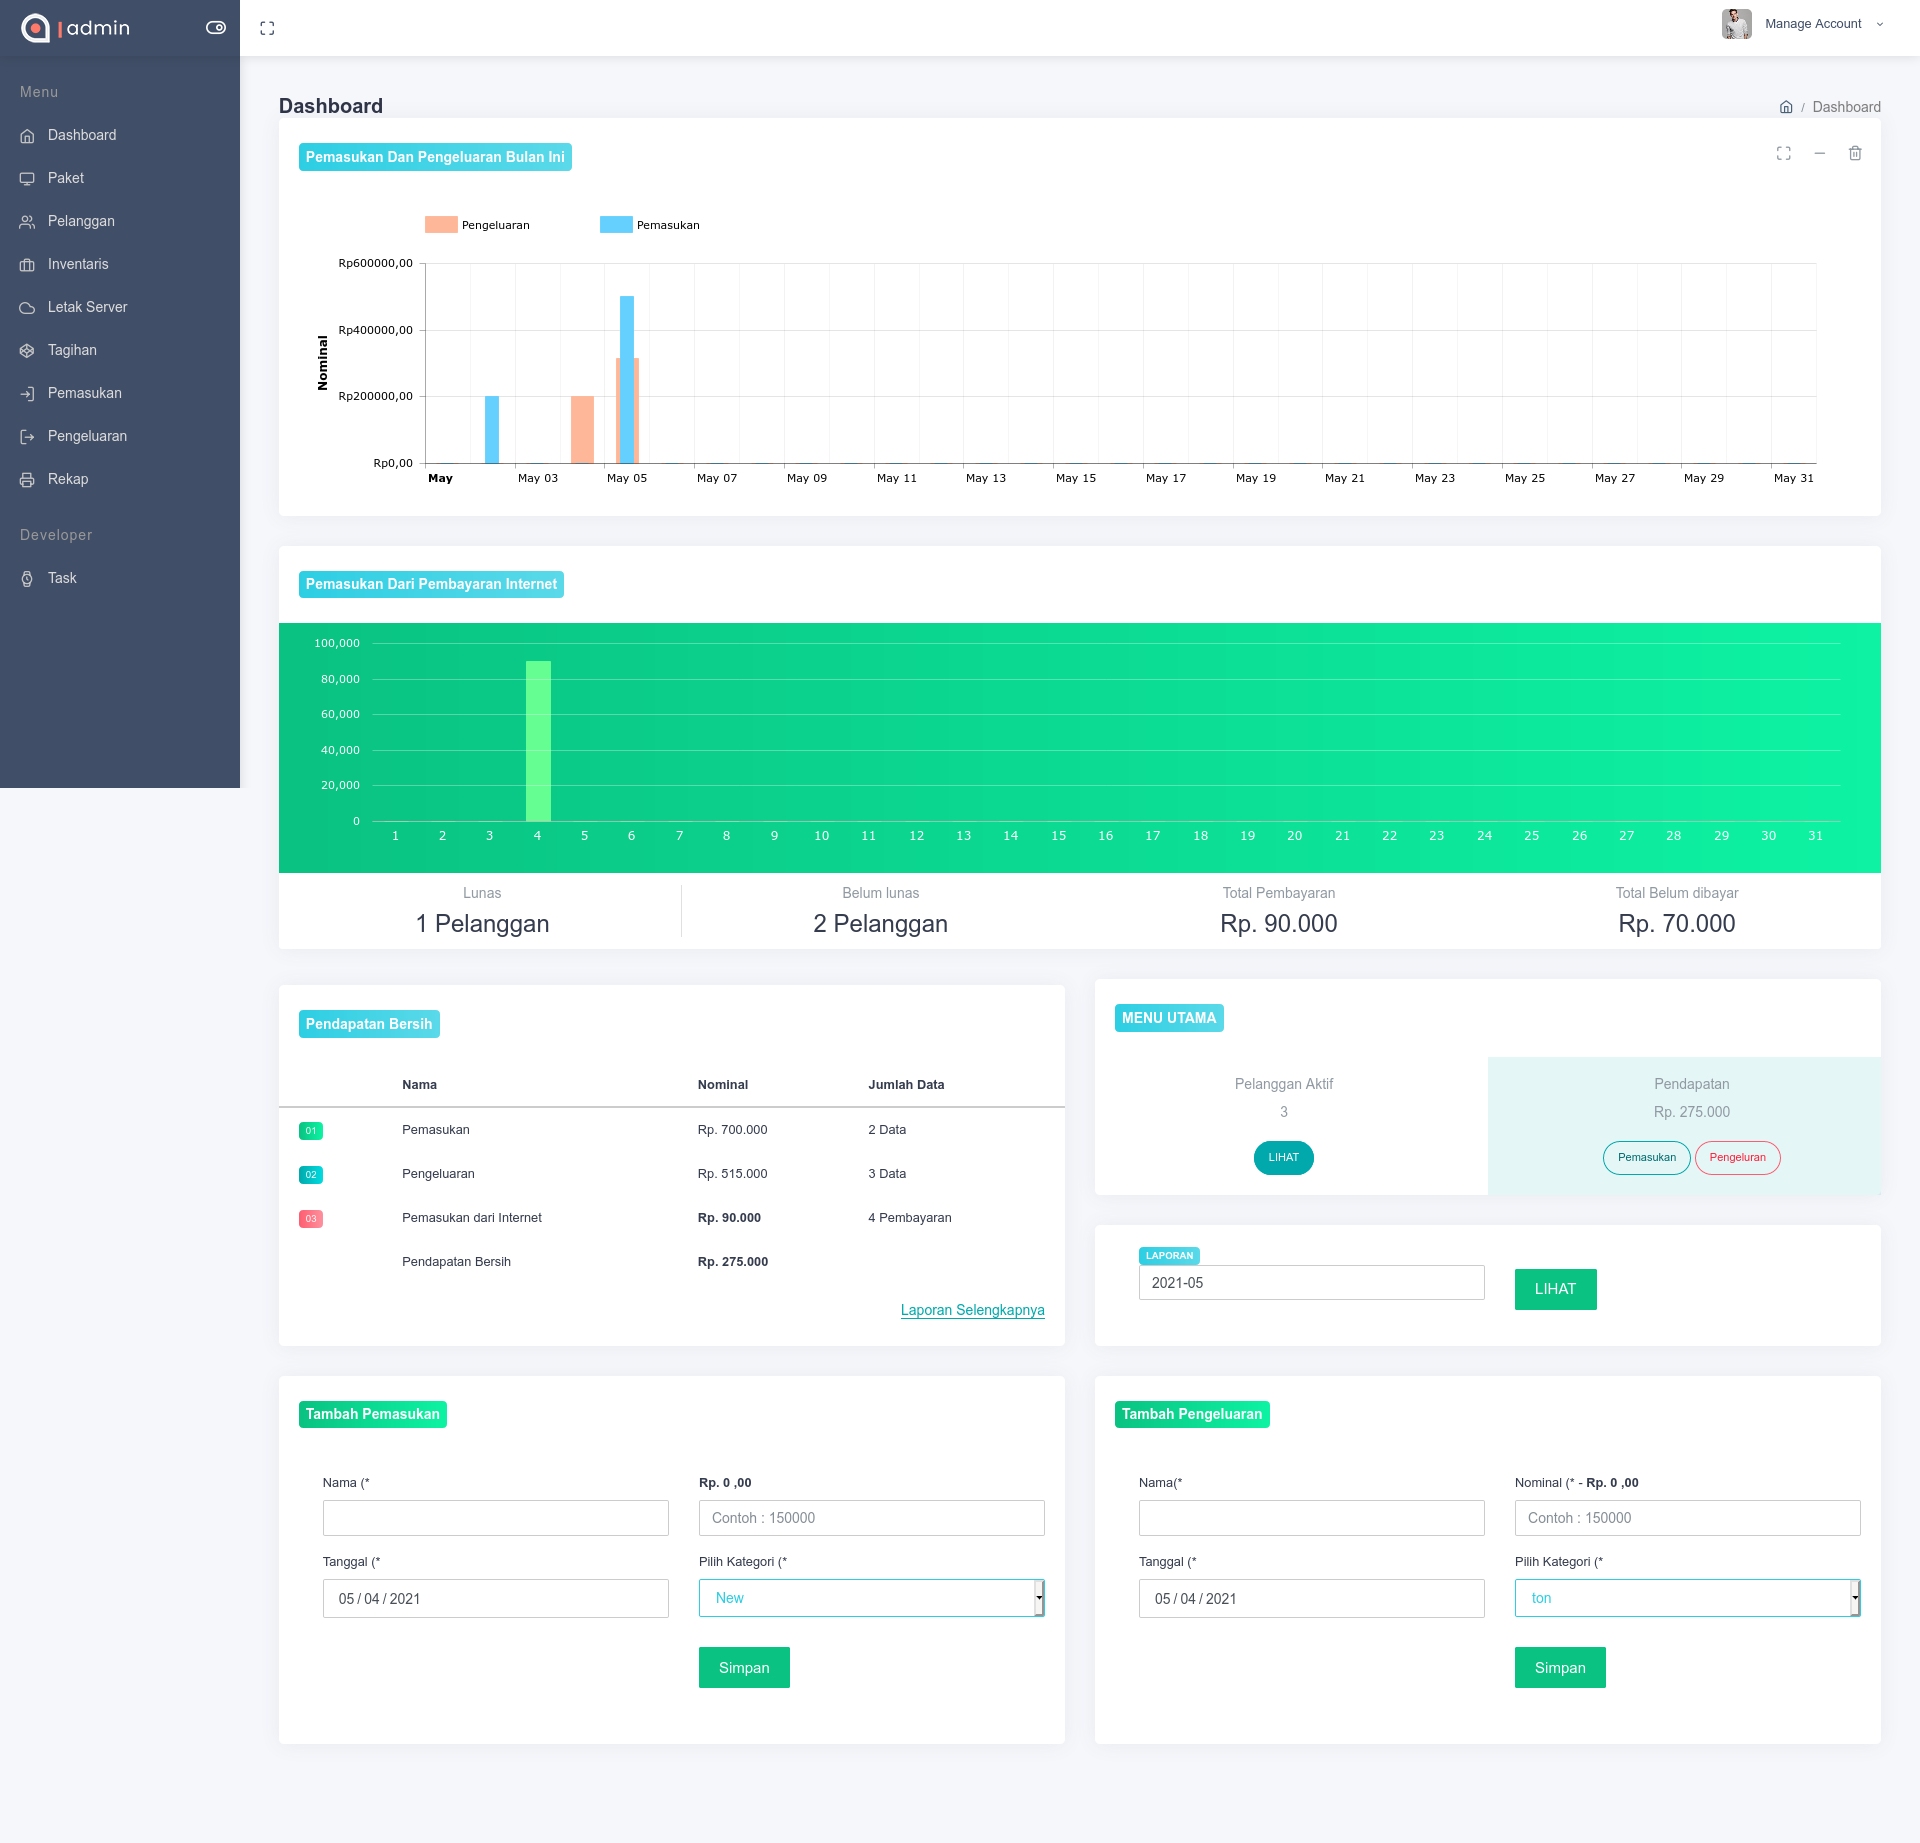 admin
Manage Account
Menu
Dashboard
Paket
Pelanggan
Inventaris
Letak Server
Tagihan
Pemasukan
Pengeluaran
Rekap
Developer
Task
Dashboard
/ Dashboard
Pemasukan Dan Pengeluaran Bulan Ini
Pengeluaran Pemasukan
Nominal
Rp600000,00
Rp400000,00
Rp200000,00
Rp0,00
May May 03 May 05 May 07 May 09 May 11 May 13 May 15 May 17 May 19 May 21 May 23 May 25 May 27 May 29 May 31
Pemasukan Dari Pembayaran Internet
100,000
80,000
60,000
40,000
20,000
0
1 2 3 4 5 6 7 8 9 10 11 12 13 14 15 16 17 18 19 20 21 22 23 24 25 26 27 28 29 30 31
Lunas
1 Pelanggan
Belum lunas
2 Pelanggan
Total Pembayaran
Rp. 90.000
Total Belum dibayar
Rp. 70.000
Pendapatan Bersih
Nama Nominal Jumlah Data
01 Pemasukan Rp. 700.000 2 Data
02 Pengeluaran Rp. 515.000 3 Data
03 Pemasukan dari Internet Rp. 90.000 4 Pembayaran
Pendapatan Bersih Rp. 275.000
Laporan Selengkapnya
MENU UTAMA
Pelanggan Aktif
3
LIHAT
Pendapatan
Rp. 275.000
Pemasukan Pengeluran
LAPORAN
2021-05
LIHAT
Tambah Pemasukan
Nama (*
Rp. 0 ,00
Contoh : 150000
Tanggal (*
05 / 04 / 2021
Pilih Kategori (*
New
Simpan
Tambah Pengeluaran
Nama(*
Nominal (* - Rp. 0 ,00
Contoh : 150000
Tanggal (*
05 / 04 / 2021
Pilih Kategori (*
ton
Simpan